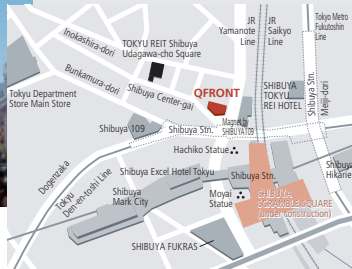 JR
Yamanote
Line
JR
Saikyo
Line
Tokyo Metro
Fukutoshin
Line
Inokashira-dori
TOKYU REIT Shibuya
Udagawa-cho Square
Bunkamura-dori
Shibuya Center-gai
QFRONT
Tokyu Department
Store Main Store
SHIBUYA
TOKYU
REI HOTEL
Shibuya Stn.
Meiji-dori
Magnet by
SHIBUYA109
Shibuya 109
Shibuya Stn.
Hachiko Statue
Dogenzaka
Tokyu
Den-en-toshi Line
Shibuya Excel Hotel Tokyu
Shibuya Stn.
Shibuya
Hikarie
Shibuya
Mark City
Moyai
Statue
SHIBUYA
SCRAMBLE SQUARE
(under construction)
SHIBUYA FUKRAS